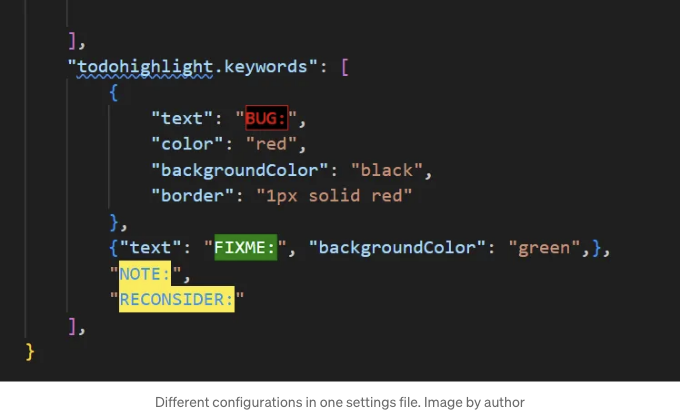 ],
"todohighlight.keywords": [
{
"text": "BUG:",
"color": "red",
"backgroundColor": "black",
"border": "1px solid red"
},
{"text": "FIXME:", "backgroundColor": "green",},
"NOTE:",
"RECONSIDER:"
],
}
Different configurations in one settings file. Image by author